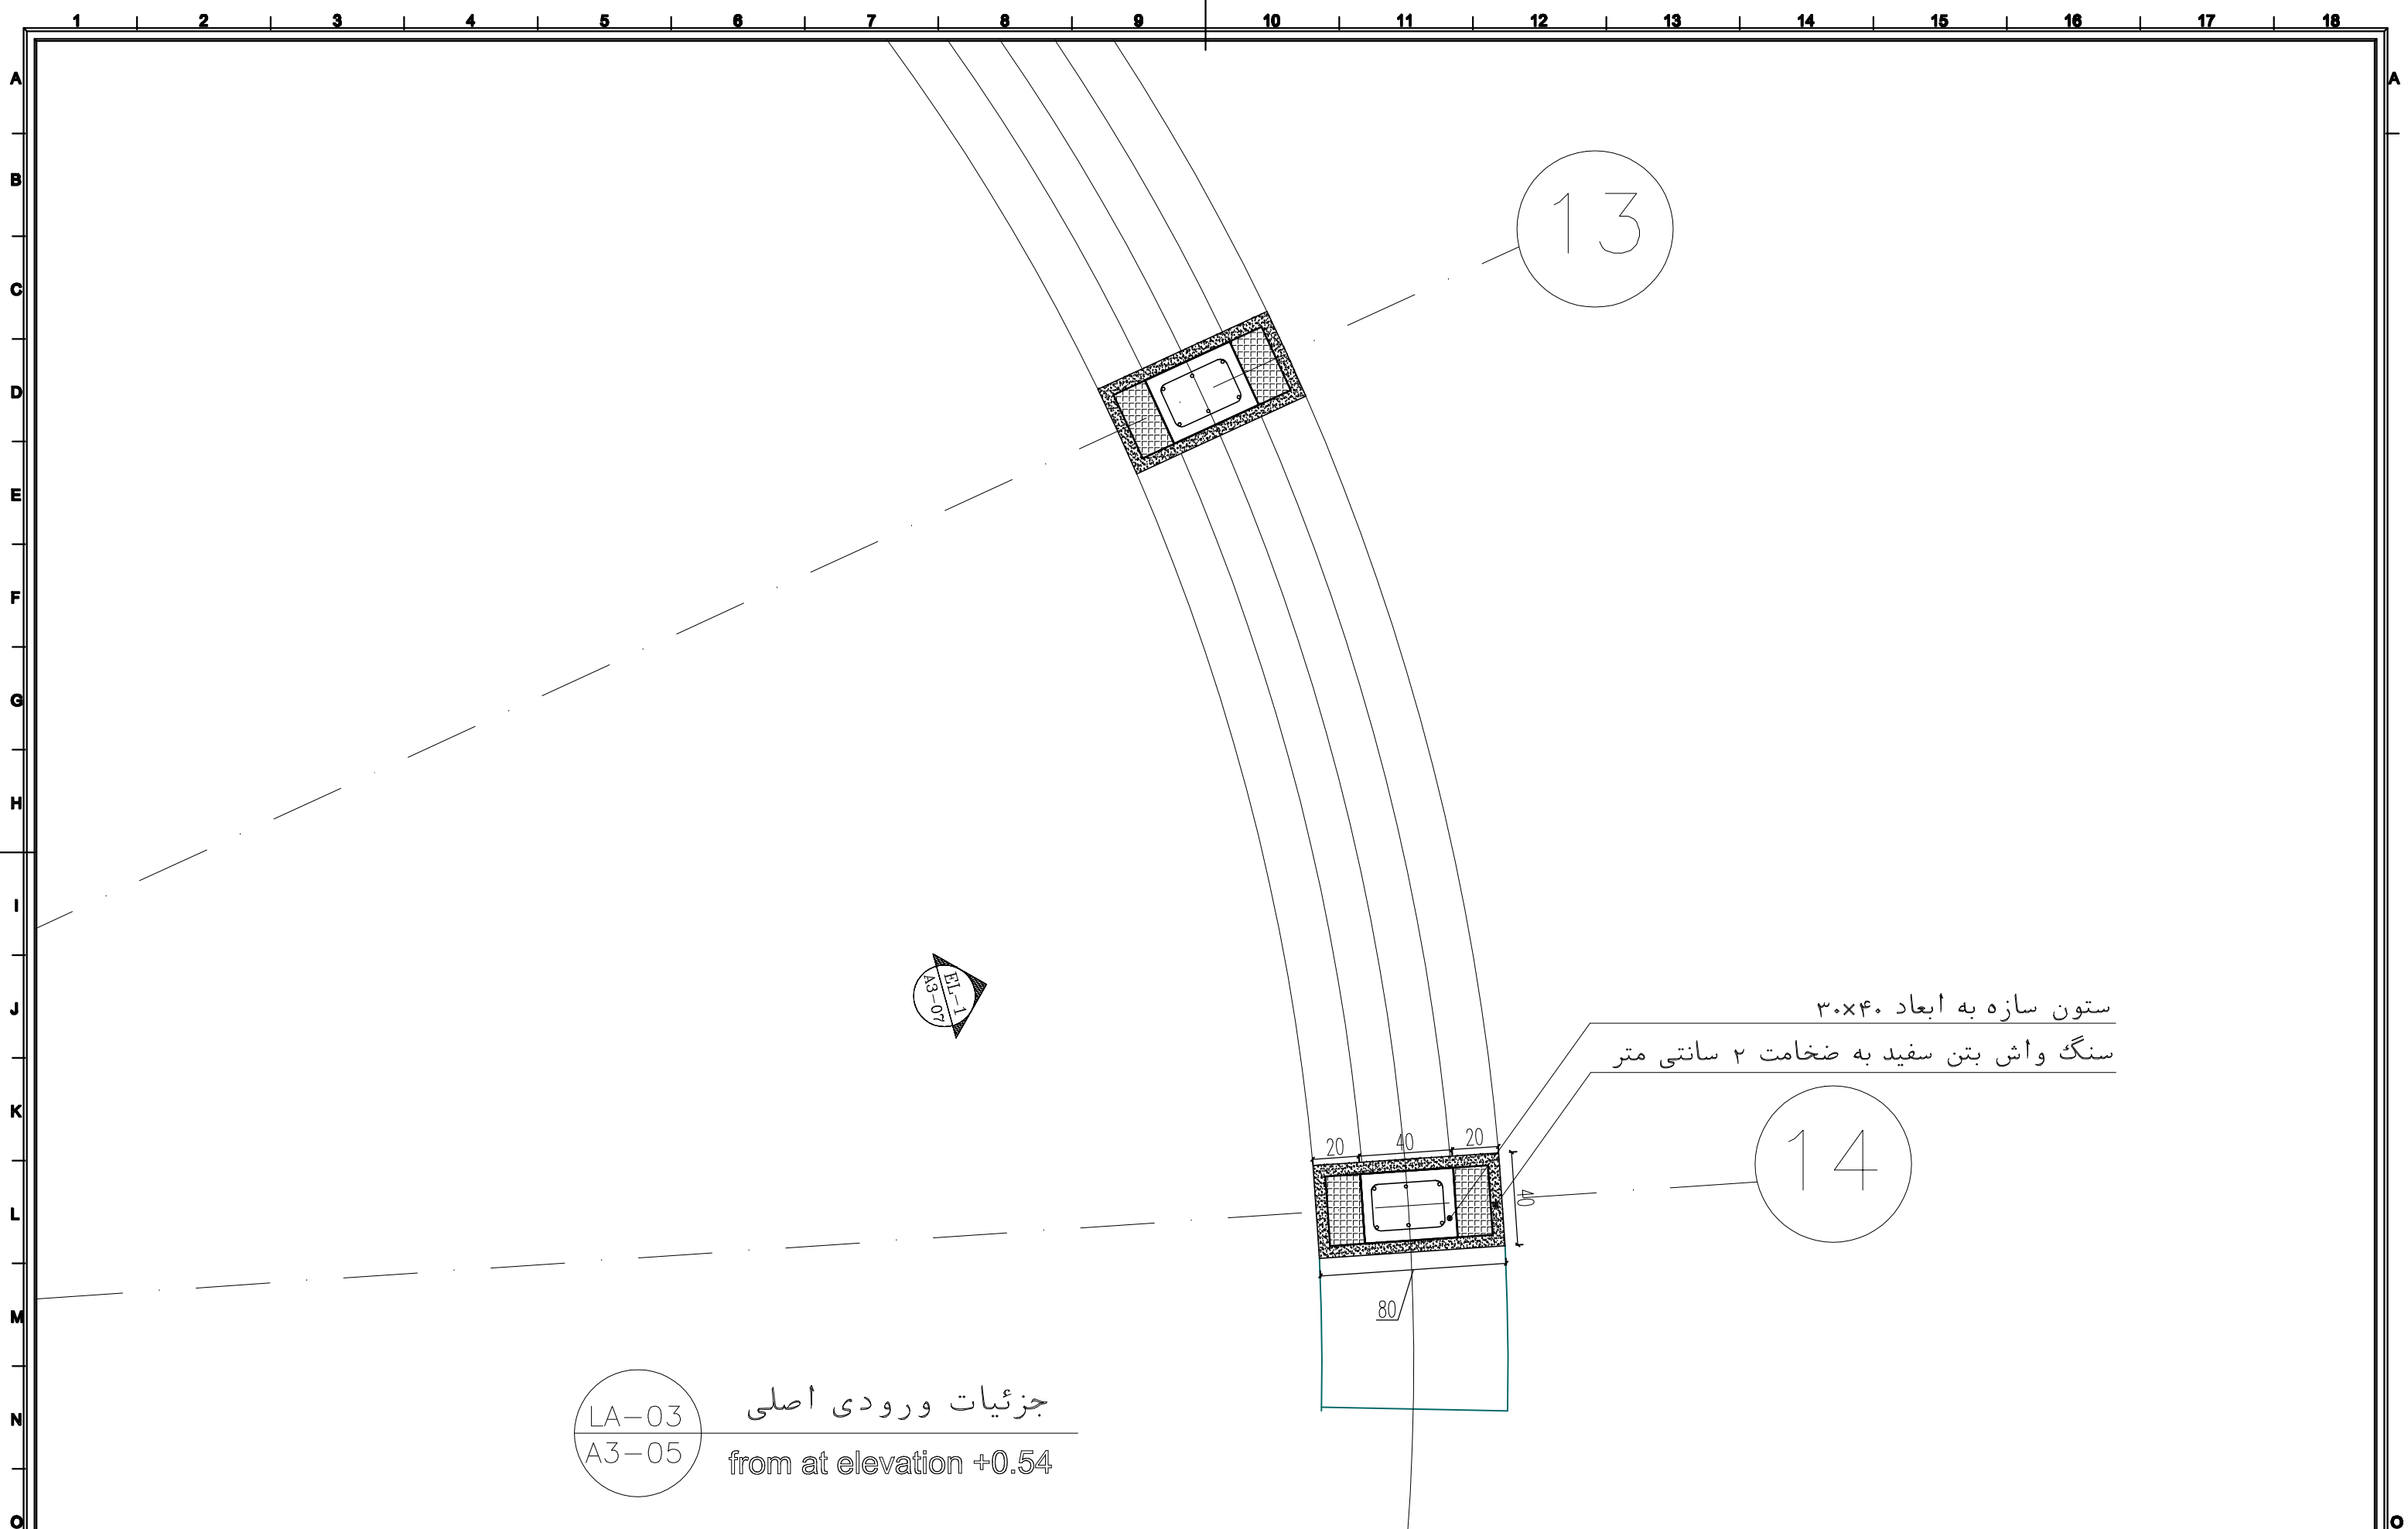 1 2 3 4 5 6 7 8 9 10 11 12 13 14 15 16 17 18
A A
B
13
C
D
E
F
G
H
I
EL-1
A3-07
J
ستون سازه به ابعاد ۳۰×۴۰
سنگ واش بتن سفید به ضخامت ۲ سانتی متر
K
14
20 40 20
40
L
80
M
LA-03
A3-05
جزئیات ورودی اصلی
from at elevation +0.54
N
O O